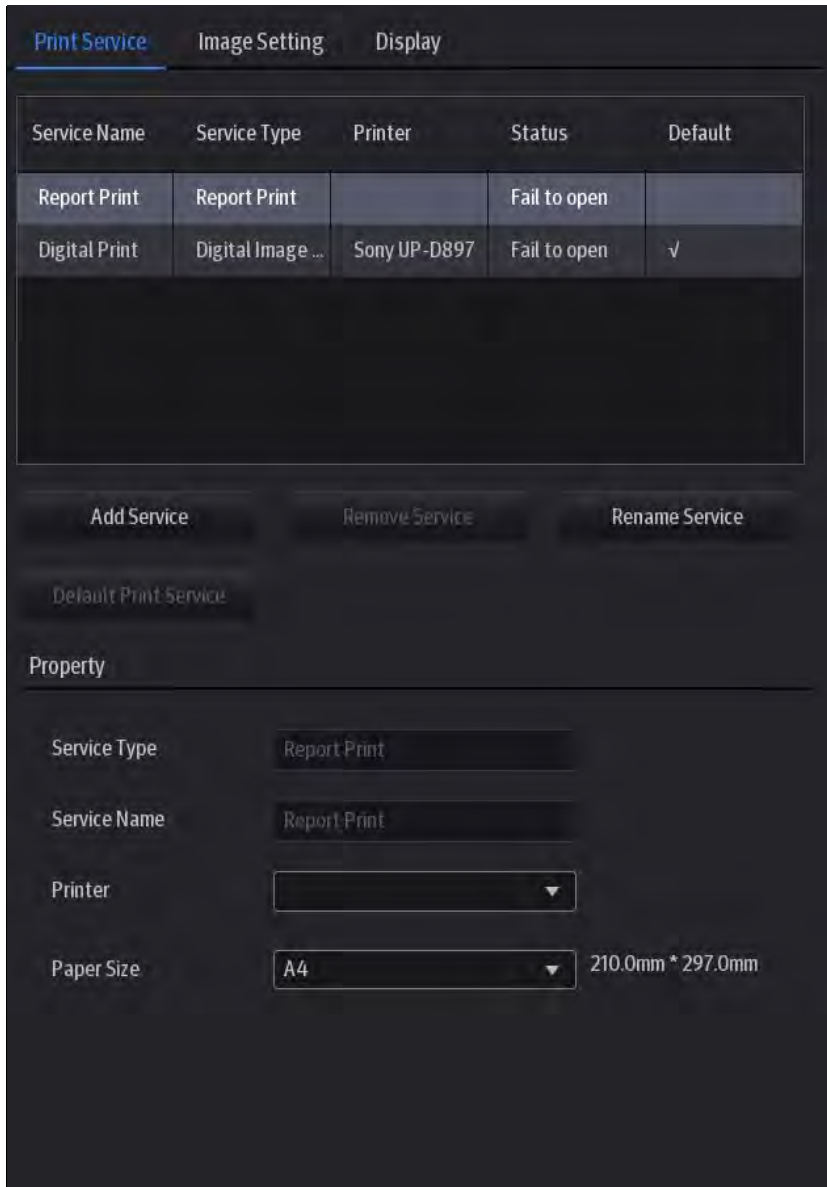 Print Service Image Setting Display
Service Name Service Type Printer Status Default
Report Print Report Print Fail to open
Digital Print Digital Image ... Sony UP-D897 Fail to open √
Add Service Remove Service Rename Service
Default Print Service
Property
Service Type Report Print
Service Name Report Print
Printer
Paper Size A4 210.0mm * 297.0mm